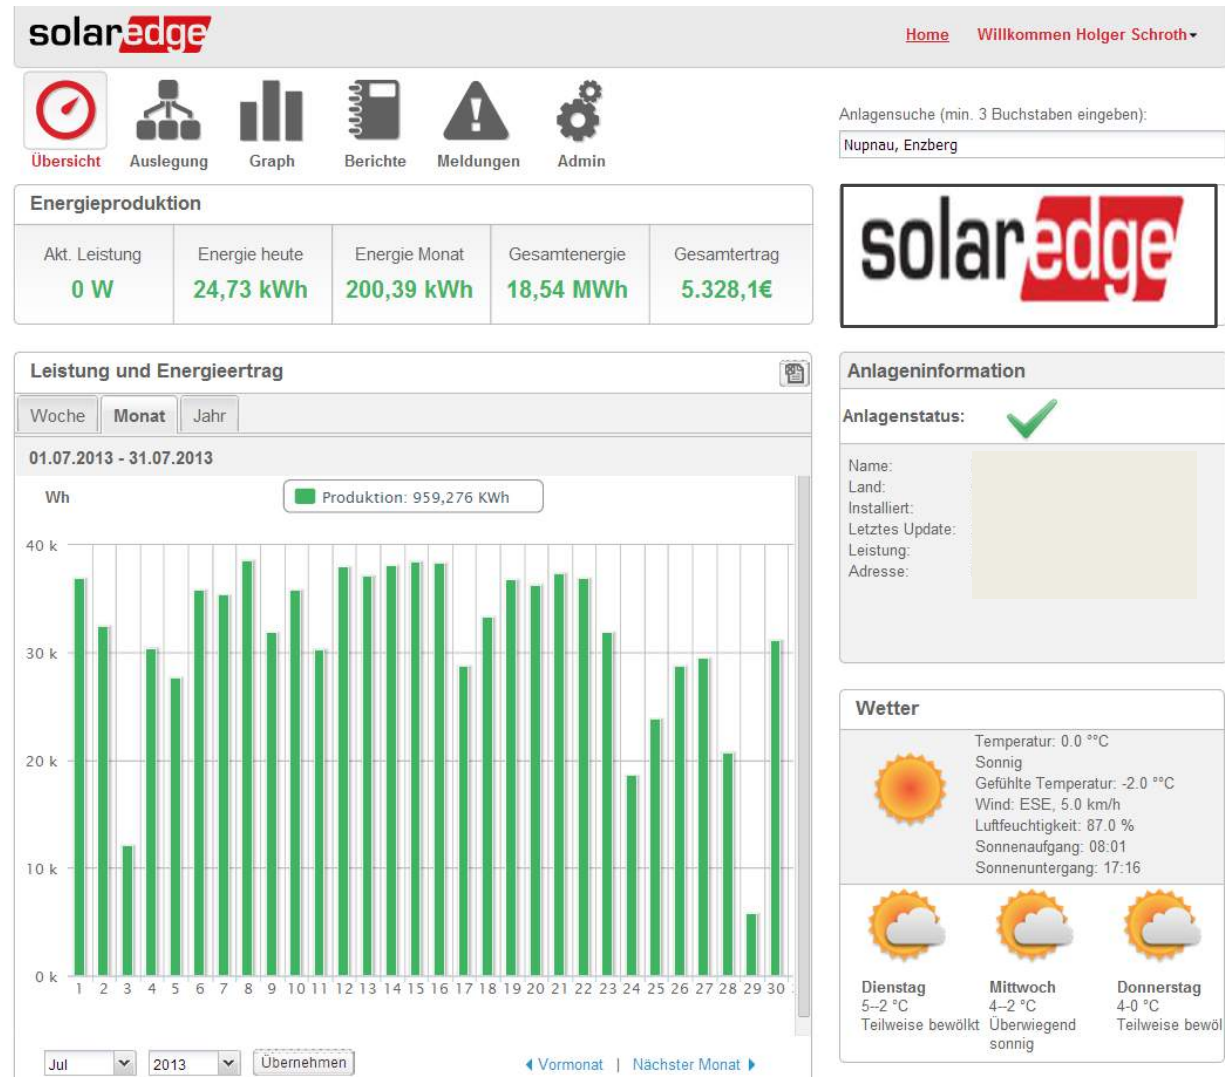 solaredge
Home Willkommen Holger Schroth
Übersicht Auslegung Graph Berichte Meldungen Admin
Anlagensuche (min. 3 Buchstaben eingeben):
Nupnau, Enzberg
Energieproduktion
Akt. Leistung Energie heute Energie Monat Gesamtenergie Gesamtertrag
0 W 24,73 kWh 200,39 kWh 18,54 MWh 5.328,1€
solaredge
Leistung und Energieertrag
Woche Monat Jahr
01.07.2013 - 31.07.2013
Wh
Produktion: 959,276 KWh
40 k
30 k
20 k
10 k
0 k
1 2 3 4 5 6 7 8 9 10 11 12 13 14 15 16 17 18 19 20 21 22 23 24 25 26 27 28 29 30
Jul 2013 Übernehmen Vormonat | Nächster Monat
Anlageninformation
Anlagenstatus:
Name:
Land:
Installiert:
Letztes Update:
Leistung:
Adresse:
Wetter
Temperatur: 0.0 °°C
Sonnig
Gefühlte Temperatur: -2.0 °°C
Wind: ESE, 5.0 km/h
Luftfeuchtigkeit: 87.0 %
Sonnenaufgang: 08:01
Sonnenuntergang: 17:16
Dienstag Mittwoch Donnerstag
5--2 °C 4--2 °C 4-0 °C
Teilweise bewölkt Überwiegend Teilweise bewöl
sonnig